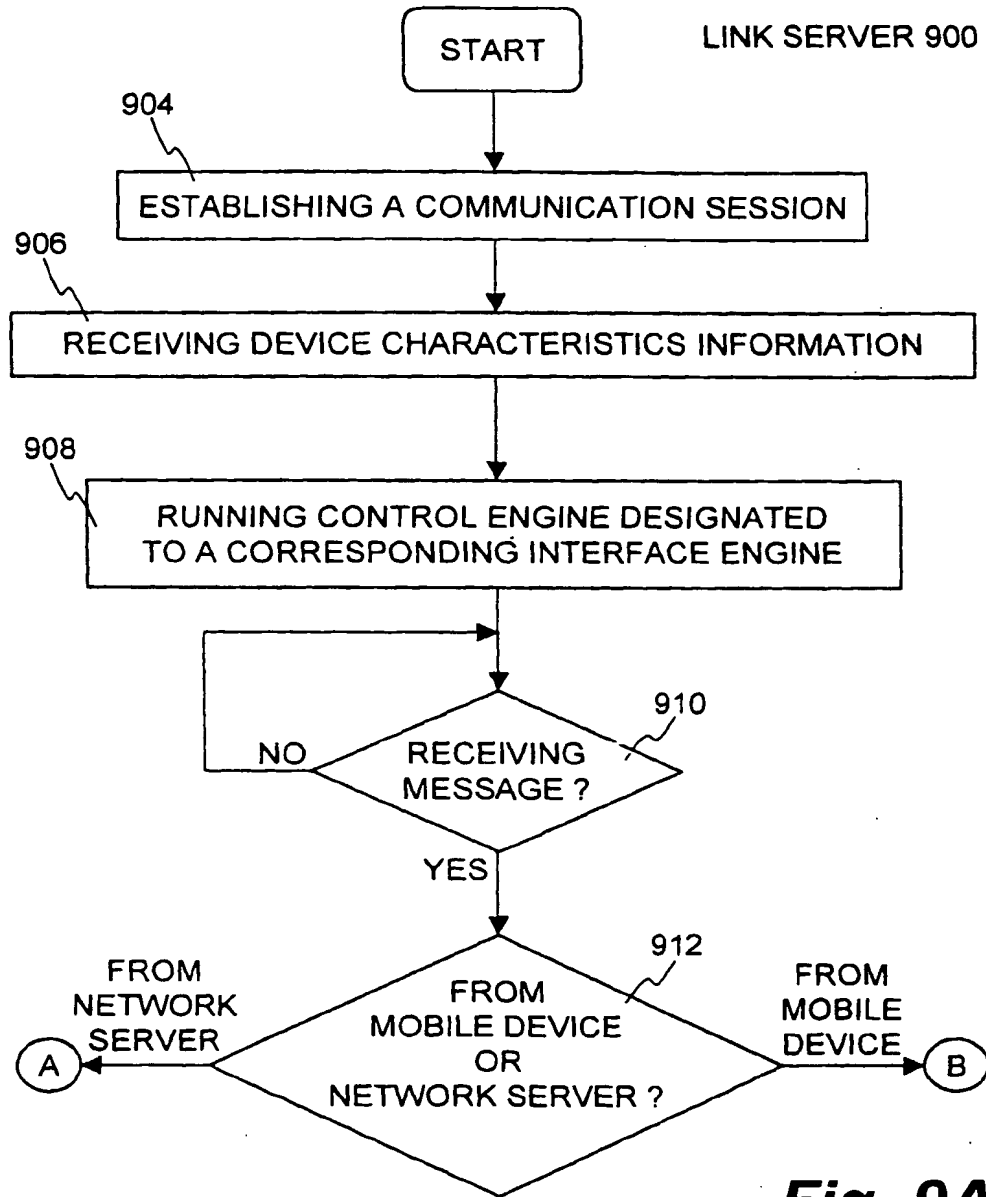 START
LINK SERVER 900
904
ESTABLISHING A COMMUNICATION SESSION
906
RECEIVING DEVICE CHARACTERISTICS INFORMATION
908
RUNNING CONTROL ENGINE DESIGNATED
TO A CORRESPONDING INTERFACE ENGINE
910
NO
RECEIVING
MESSAGE ?
YES
912
FROM
NETWORK
SERVER
FROM
MOBILE DEVICE
OR
NETWORK SERVER ?
FROM
MOBILE
DEVICE
A
B
Fig. 9A